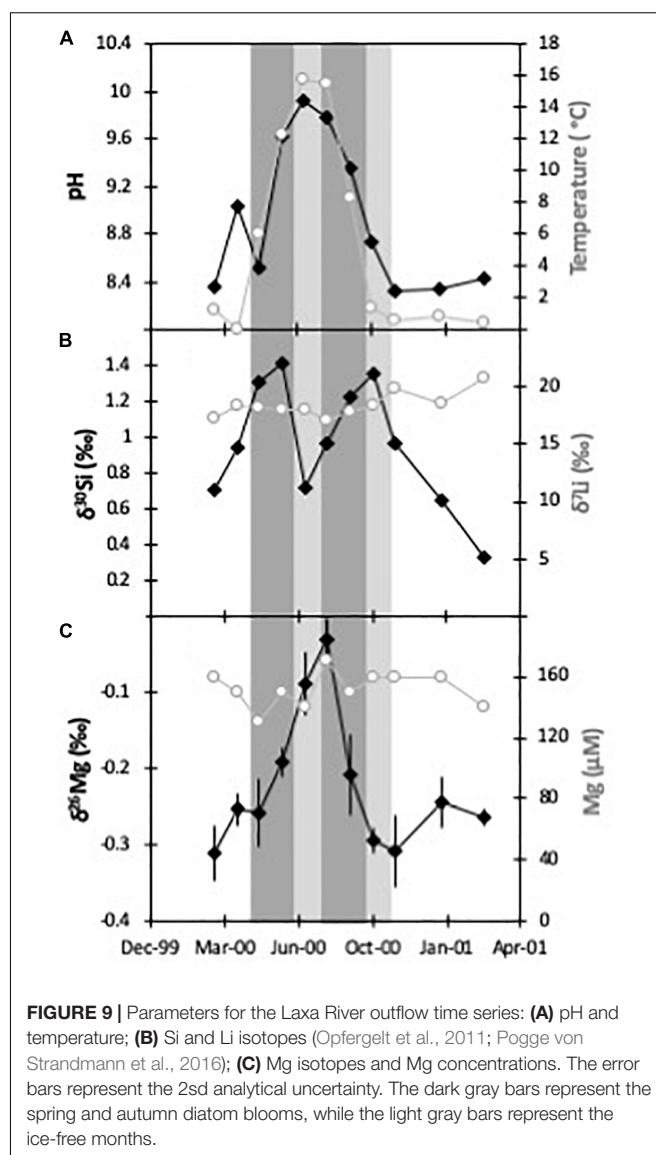 A
10.4
10
9.6
9.2
8.8
8.4
pH
18
16
14
12
10
8
6
4
2
Temperature ( °C)
B
1.4
1.2
1
0.8
0.6
0.4
0.2
δ³⁰Si (‰)
20
15
10
5
δ⁷Li (‰)
C
-0.1
-0.2
-0.3
-0.4
δ²⁶Mg (‰)
160
120
80
40
0
Mg (µM)
Dec-99 Mar-00 Jun-00 Oct-00 Jan-01 Apr-01
FIGURE 9 | Parameters for the Laxa River outflow time series: (A) pH and
temperature; (B) Si and Li isotopes (Opfergelt et al., 2011; Pogge von
Strandmann et al., 2016); (C) Mg isotopes and Mg concentrations. The error
bars represent the 2sd analytical uncertainty. The dark gray bars represent the
spring and autumn diatom blooms, while the light gray bars represent the
ice-free months.